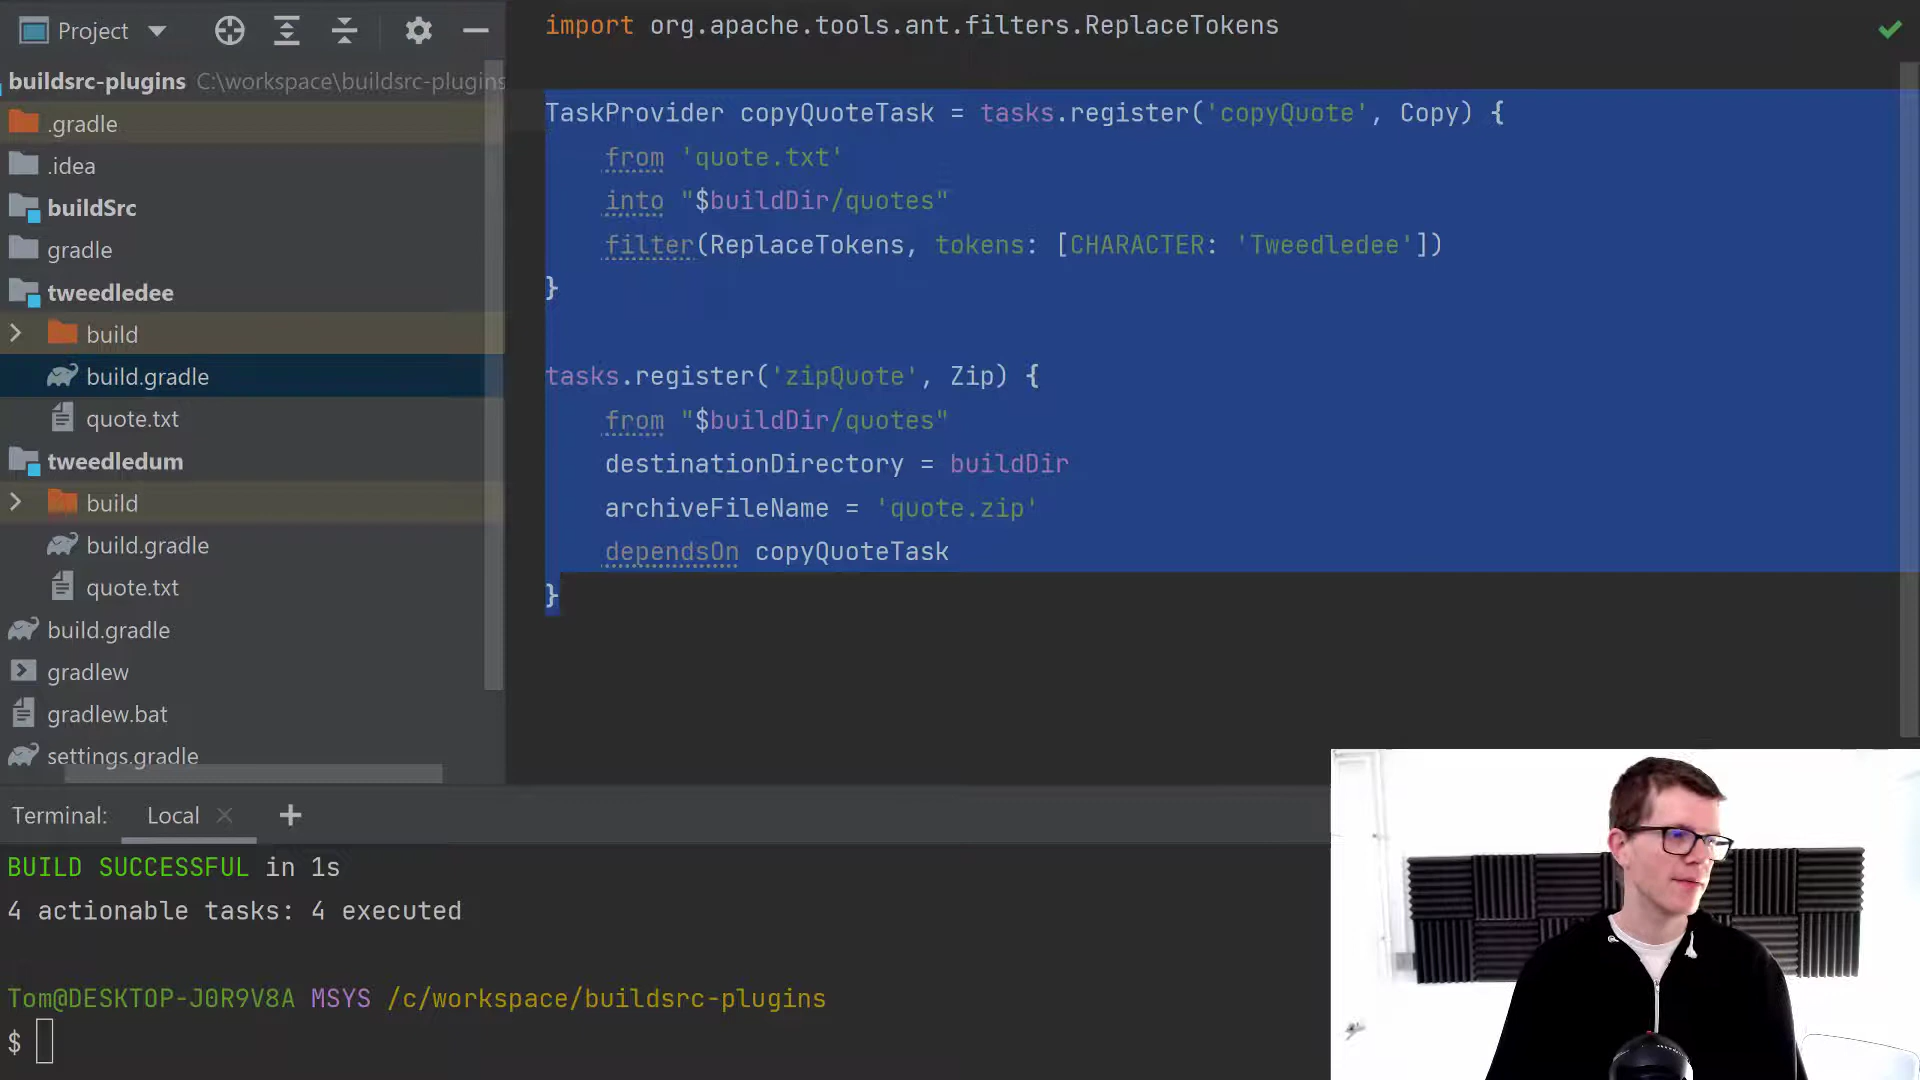 Project
buildsrc-plugins C:\workspace\buildsrc-plugins
.gradle
.idea
buildSrc
gradle
tweedledee
build
build.gradle
quote.txt
tweedledum
build
build.gradle
quote.txt
build.gradle
gradlew
gradlew.bat
settings.gradle
import org.apache.tools.ant.filters.ReplaceTokens
TaskProvider copyQuoteTask = tasks.register('copyQuote', Copy) {
from 'quote.txt'
into "$buildDir/quotes"
filter(ReplaceTokens, tokens: [CHARACTER: 'Tweedledee'])
}
tasks.register('zipQuote', Zip) {
from "$buildDir/quotes"
destinationDirectory = buildDir
archiveFileName = 'quote.zip'
dependsOn copyQuoteTask
}
Terminal: Local
BUILD SUCCESSFUL in 1s
4 actionable tasks: 4 executed
Tom@DESKTOP-J0R9V8A MSYS /c/workspace/buildsrc-plugins
$